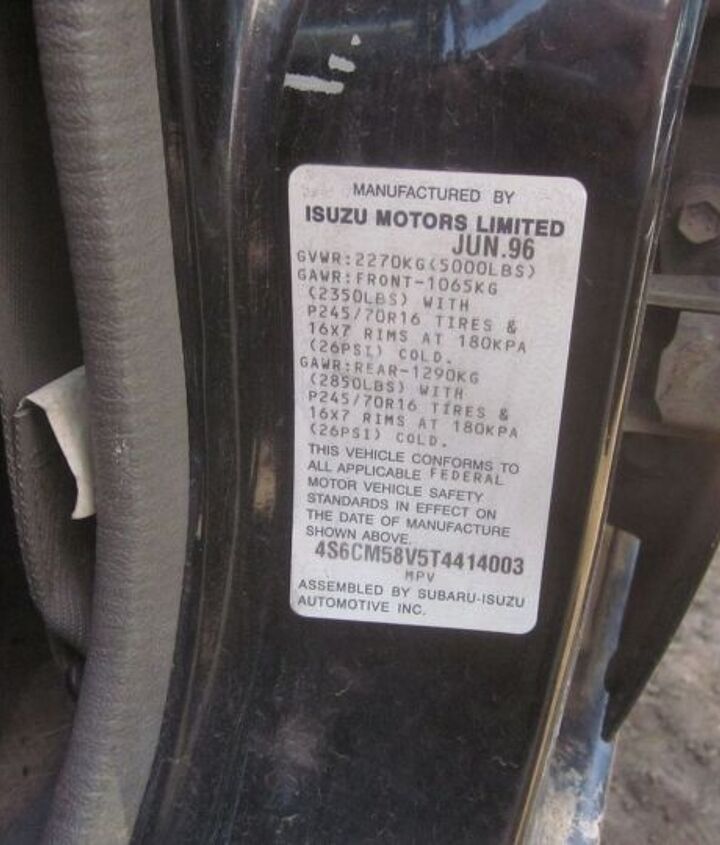 MANUFACTURED BY
ISUZU MOTORS LIMITED
JUN.96
GVWR:2270KG(5000LBS)
GAWR:FRONT-1065KG
(2350LBS) WITH
P245/70R16 TIRES &
16X7 RIMS AT 180KPA
(26PSI) COLD.
GAWR:REAR-1290KG
(2850LBS) WITH
P245/70R16 TIRES &
16X7 RIMS AT 180KPA
(26PSI) COLD.
THIS VEHICLE CONFORMS TO
ALL APPLICABLE FEDERAL
MOTOR VEHICLE SAFETY
STANDARDS IN EFFECT ON
THE DATE OF MANUFACTURE
SHOWN ABOVE.
4S6CM58V5T4414003
MPV
ASSEMBLED BY SUBARU-ISUZU
AUTOMOTIVE INC.